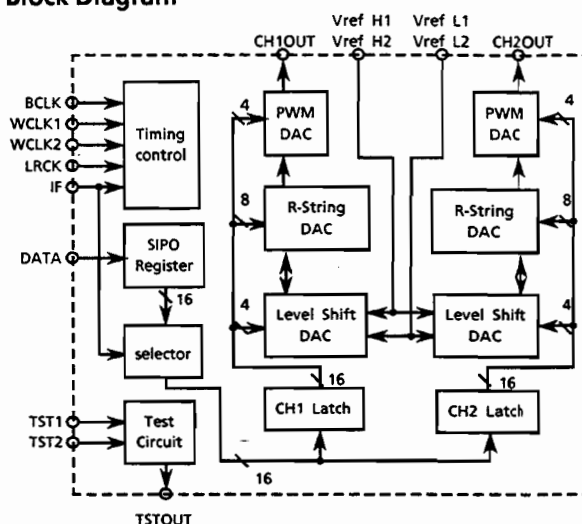 Block Diagram
Vref H1 Vref L1
CH1OUT Vref H2 Vref L2 CH2OUT
BCLK
WCLK1
WCLK2
LRCK
IF
Timing
control
4
PWM
DAC
PWM
DAC
4
8
R-String
DAC
R-String
DAC
8
DATA
SIPO
Register
16
4
Level Shift
DAC
Level Shift
DAC
4
selector
16
CH1 Latch
16
CH2 Latch
TST1
TST2
Test
Circuit
16
TSTOUT